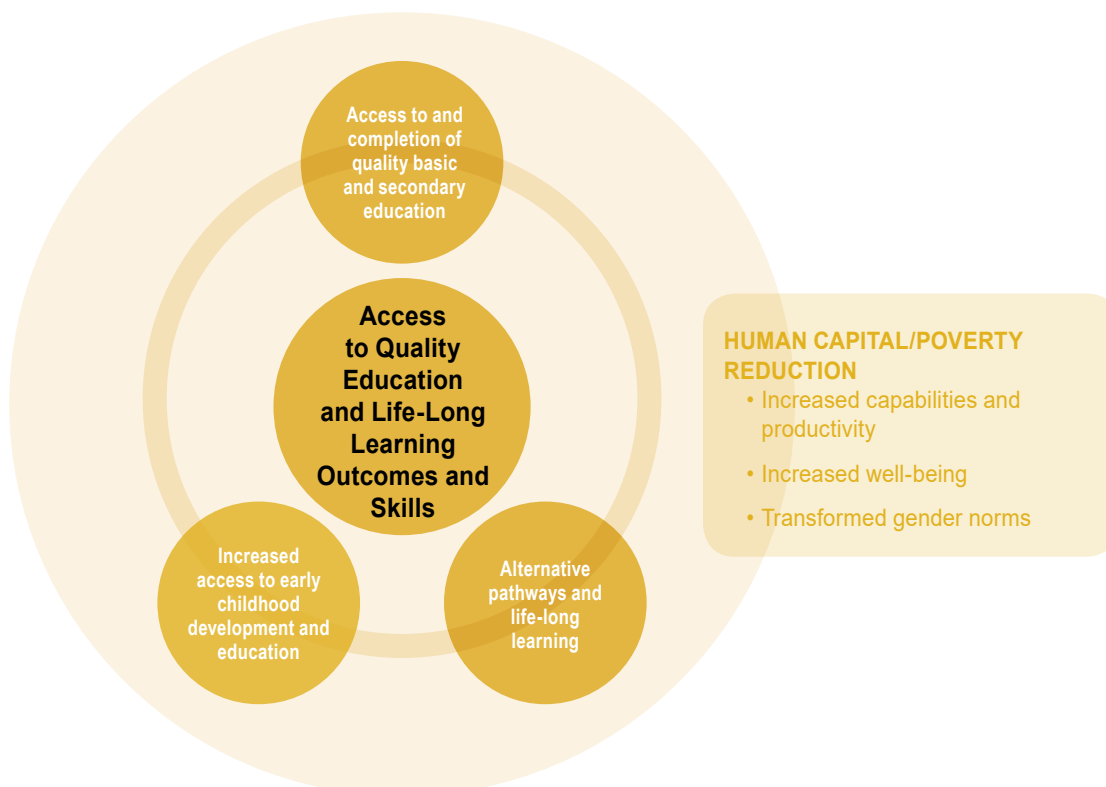 Access to and
completion of
quality basic
and secondary
education
Access
to Quality
Education
and Life-Long
Learning
Outcomes and
Skills
Increased
access to early
childhood
development and
education
Alternative
pathways and
life-long
learning
HUMAN CAPITAL/POVERTY
REDUCTION
• Increased capabilities and
productivity
• Increased well-being
• Transformed gender norms